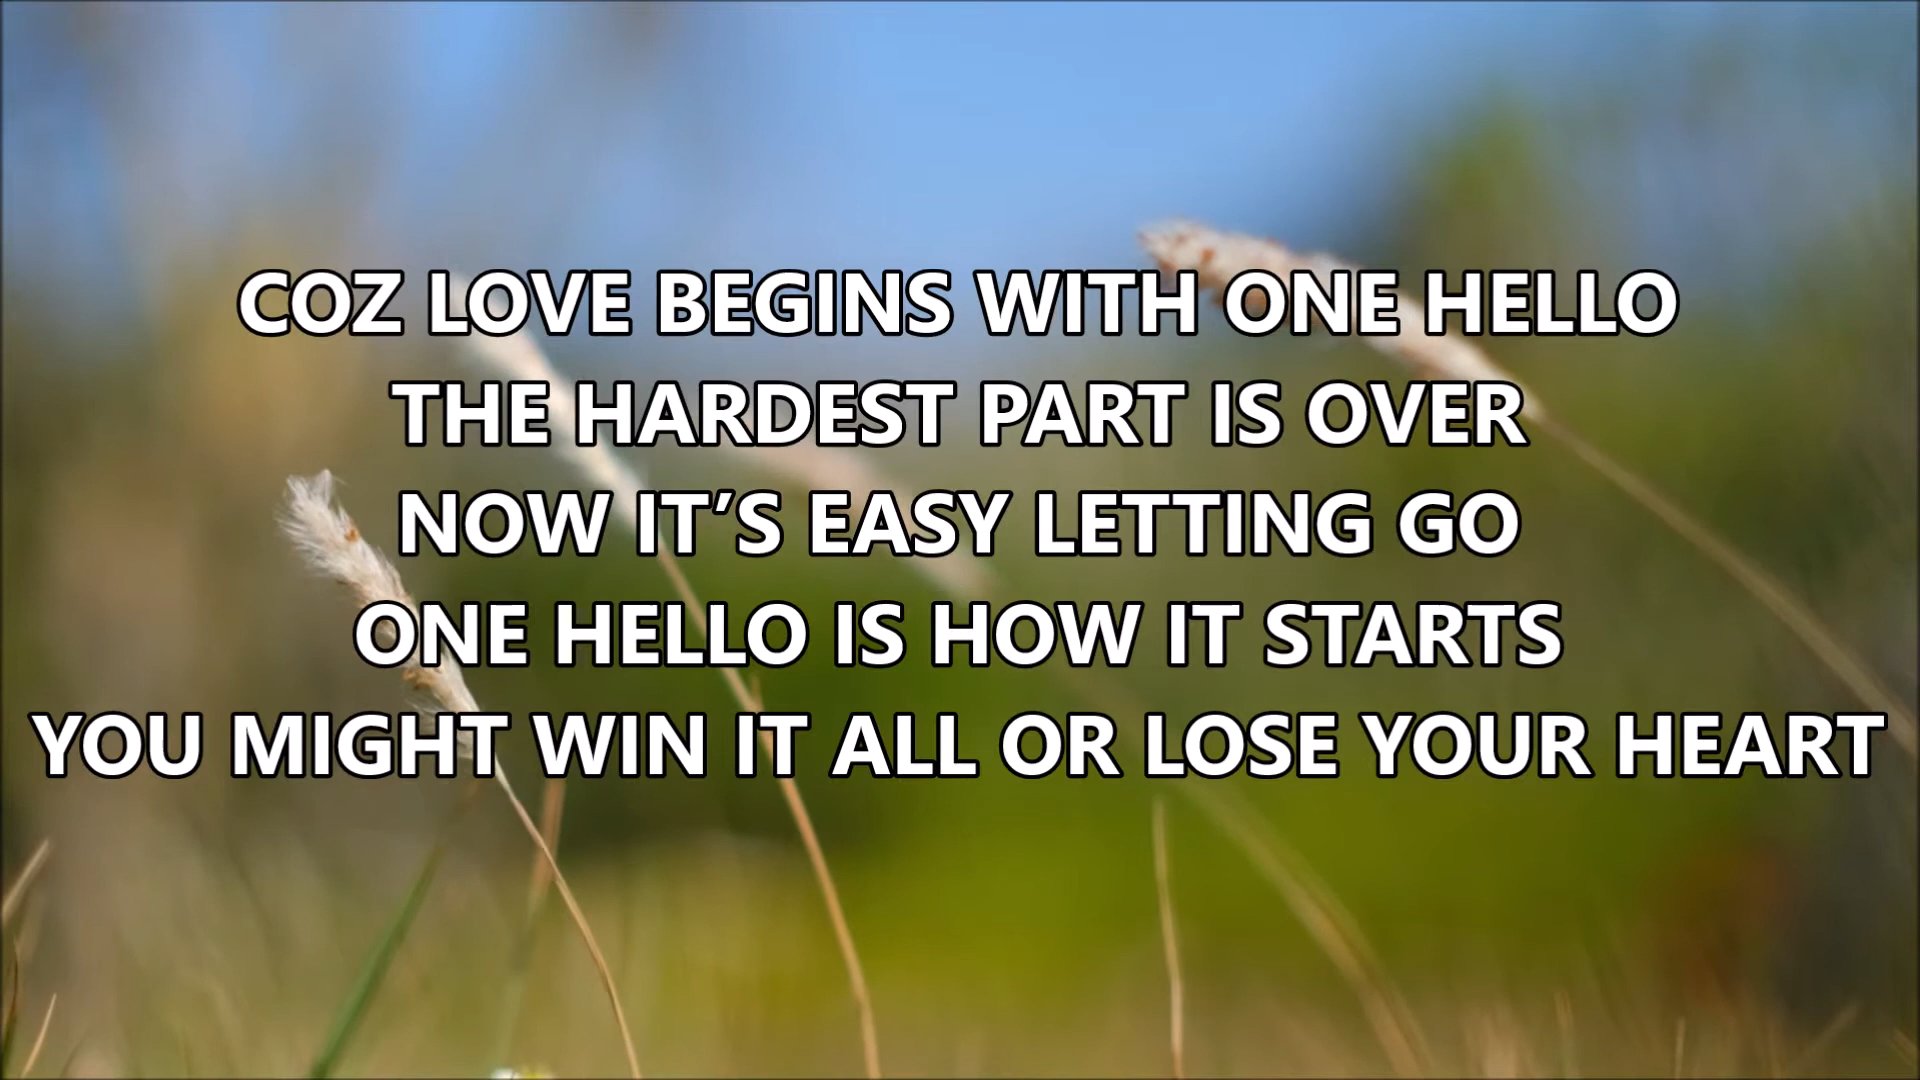 COZ LOVE BEGINS WITH ONE HELLO
THE HARDEST PART IS OVER
NOW IT’S EASY LETTING GO
ONE HELLO IS HOW IT STARTS
YOU MIGHT WIN IT ALL OR LOSE YOUR HEART